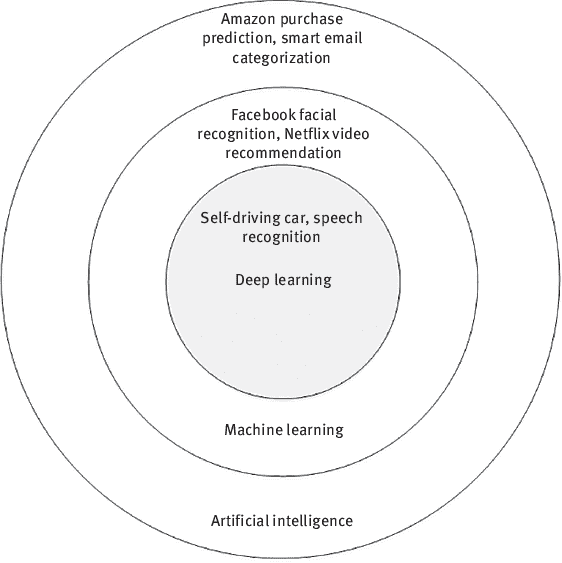 Amazon purchase
prediction, smart email
categorization
Facebook facial
recognition, Netflix video
recommendation
Self-driving car, speech
recognition
Deep learning
Machine learning
Artificial intelligence